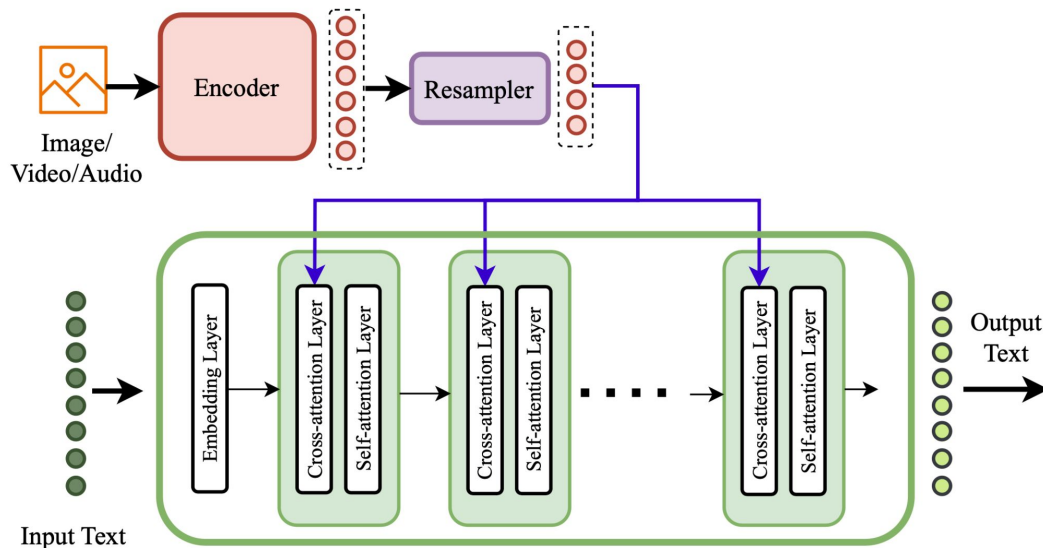 Encoder
Resampler
Image/
Video/Audio
Embedding Layer
Cross-attention Layer
Self-attention Layer
Cross-attention Layer
Self-attention Layer
Cross-attention Layer
Self-attention Layer
Output
Text
Input Text